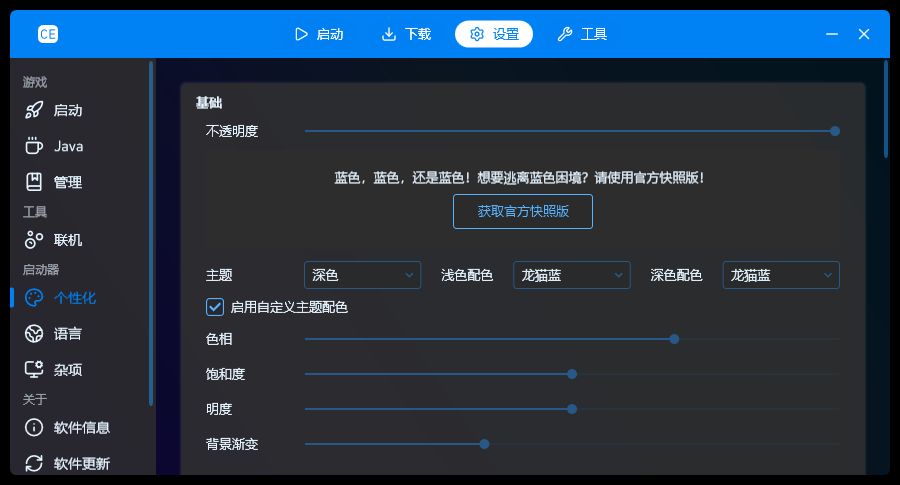 CE 启动 下载 设置 工具
游戏
启动
Java
管理
工具
联机
启动器
个性化
语言
杂项
关于
软件信息
软件更新
基础
不透明度
蓝色，蓝色，还是蓝色！想要逃离蓝色困境？请使用官方快照版！
获取官方快照版
主题 深色 浅色配色 龙猫蓝 深色配色 龙猫蓝
启用自定义主题配色
色相
饱和度
明度
背景渐变